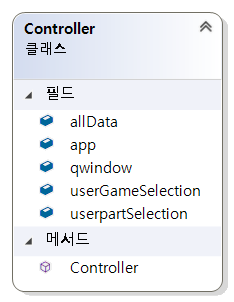 Controller
클래스
필드
allData
app
qwindow
userGameSelection
userpartSelection
메서드
Controller